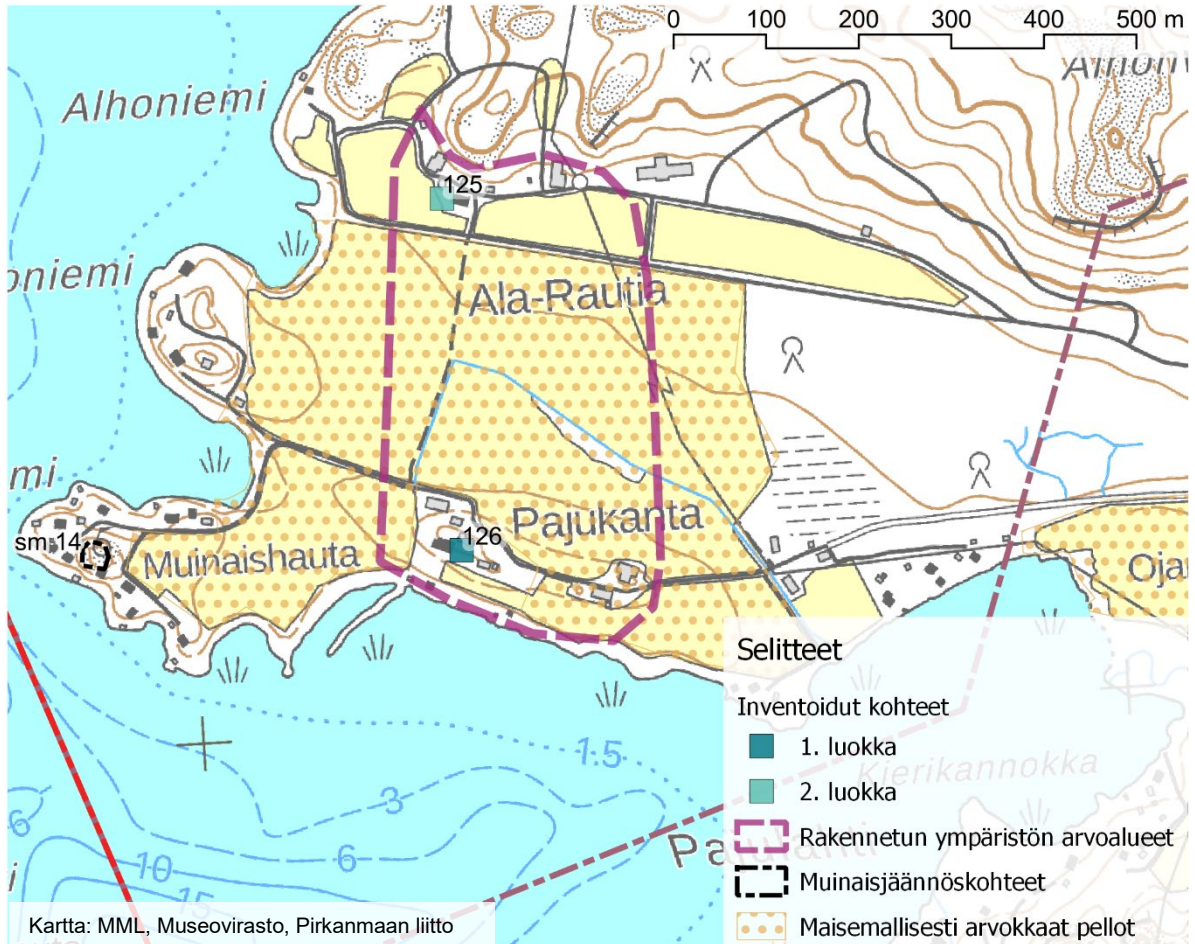 0 100 200 300 400 500 m
Alhoniemi
125
Ala-Rautia
Pajukanta
126
sm 14
Muinaishauta
1.5
3
6
6
10
15
Kierikannokka
Selitteet
Inventoidut kohteet
1. luokka
2. luokka
Rakennetun ympäristön arvoalueet
Muinaisjäännöskohteet
Maisemallisesti arvokkaat pellot
Kartta: MML, Museovirasto, Pirkanmaan liitto